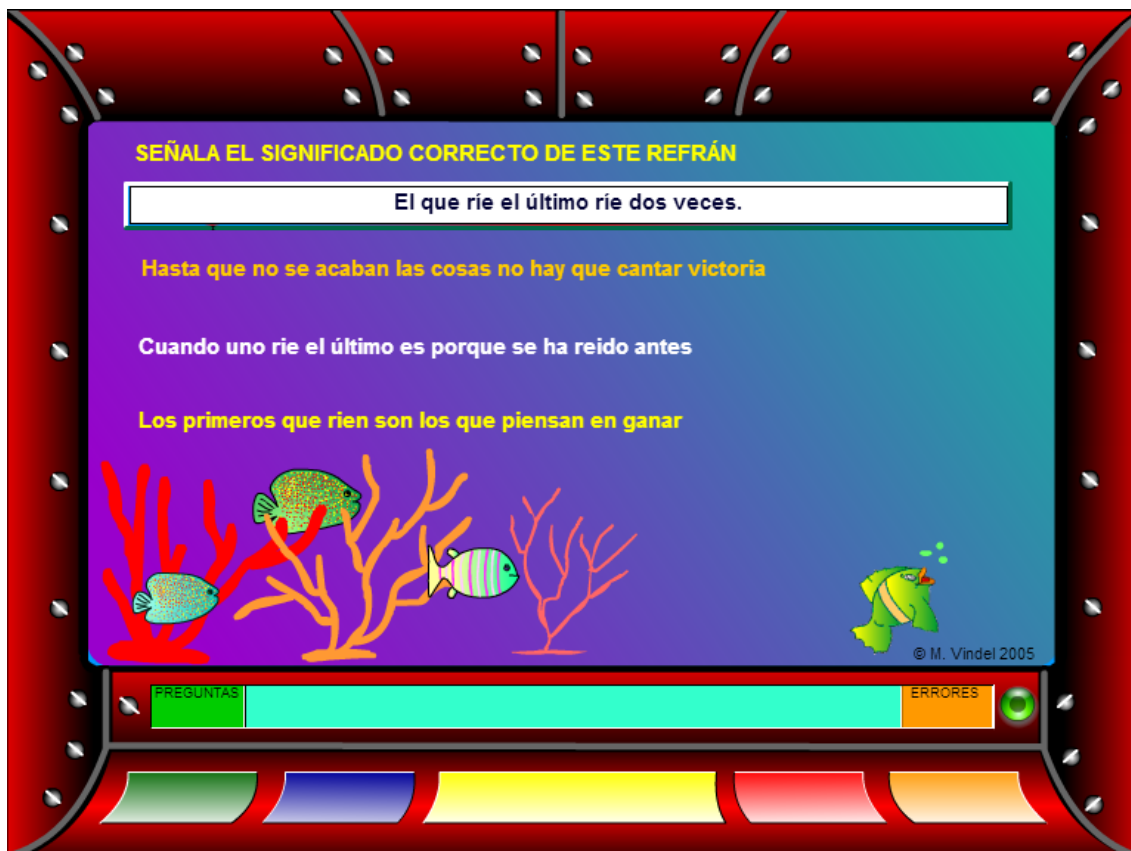 SEÑALA EL SIGNIFICADO CORRECTO DE ESTE REFRÁN
El que ríe el último ríe dos veces.
Hasta que no se acaban las cosas no hay que cantar victoria
Cuando uno rie el último es porque se ha reido antes
Los primeros que rien son los que piensan en ganar
© M. Vindel 2005
PREGUNTAS
ERRORES